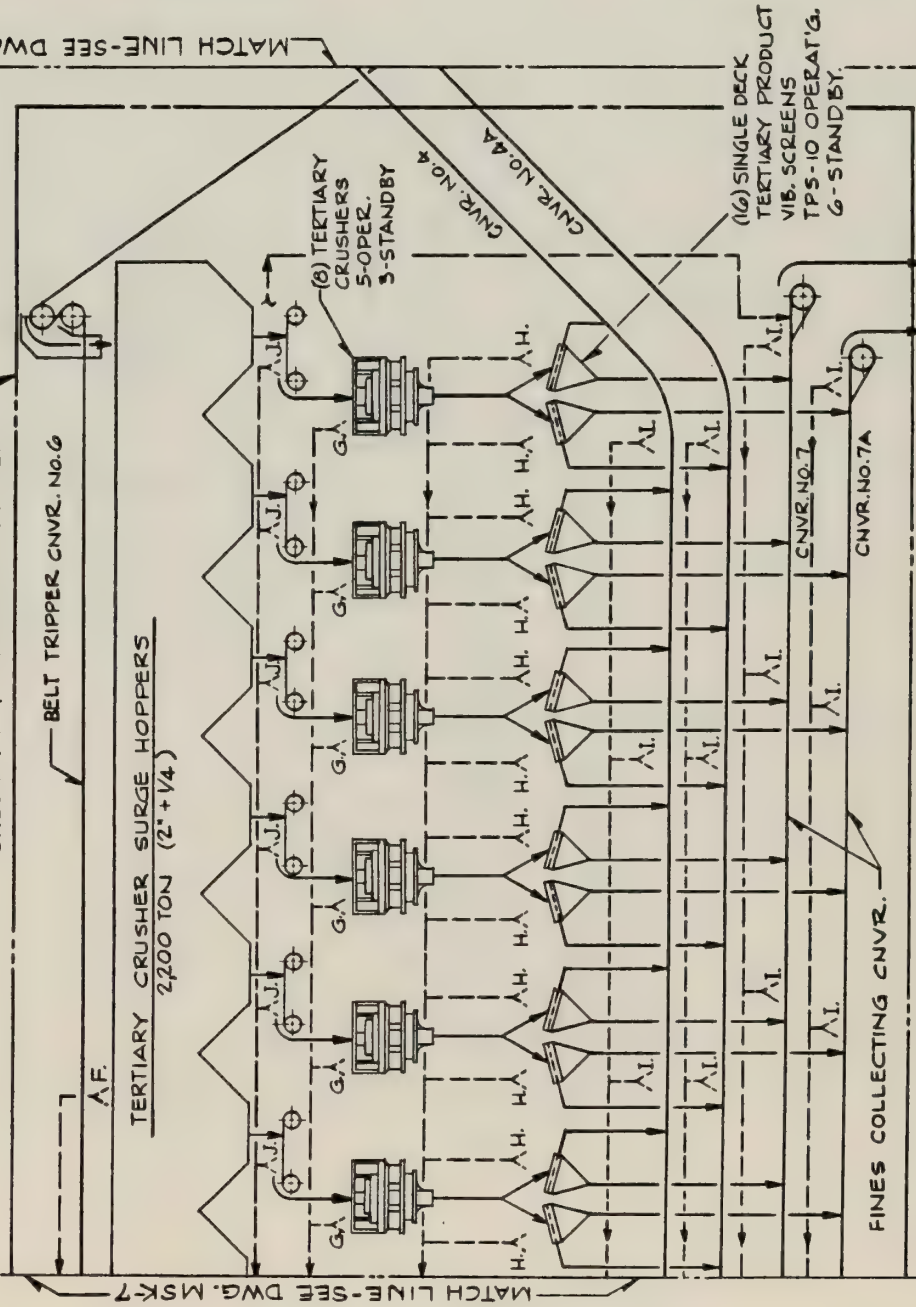 MATCH LINE-SEE DWG
BELT TRIPPER CNVR. NO.6
F.
TERTIARY CRUSHER SURGE HOPPERS
2,200 TON (2"+1/4)
(8) TERTIARY
CRUSHERS
5-OPER.
3-STANDBY
CNVR. NO.4
CNVR. NO.4A
(16) SINGLE DECK
TERTIARY PRODUCT
VIB. SCREENS
TPS-10 OPERAT'G.
6-STANDBY.
J. J. J. J. J. J.
G. G. G. G. G. G.
H. H. H. H. H. H.
H. H. H. H. H. H.
I. I. I.
I. I. I.
I. I. I.
I. I. I.
CNVR. NO.7
CNVR. NO.7A
FINES COLLECTING CNVR.
MATCH LINE-SEE DWG. MSK-7